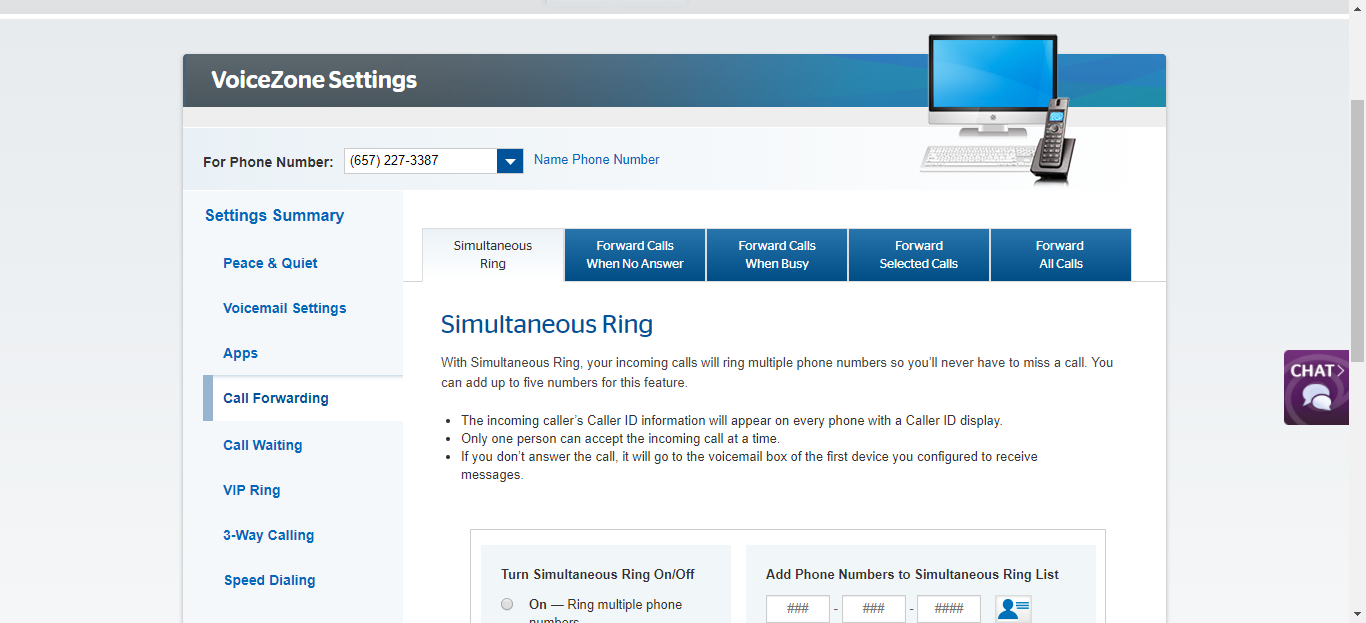 VoiceZone Settings
For Phone Number:
(657) 227-3387
Name Phone Number
Settings Summary
Peace & Quiet
Voicemail Settings
Apps
Call Forwarding
Call Waiting
VIP Ring
3-Way Calling
Speed Dialing
Simultaneous
Ring
Forward Calls
When No Answer
Forward Calls
When Busy
Forward
Selected Calls
Forward
All Calls
Simultaneous Ring
With Simultaneous Ring, your incoming calls will ring multiple phone numbers so you'll never have to miss a call. You
can add up to five numbers for this feature.
• The incoming caller's Caller ID information will appear on every phone with a Caller ID display.
• Only one person can accept the incoming call at a time.
• If you don't answer the call, it will go to the voicemail box of the first device you configured to receive
messages.
Turn Simultaneous Ring On/Off
On — Ring multiple phone
numbers
Add Phone Numbers to Simultaneous Ring List
### - ### - ####
CHAT>